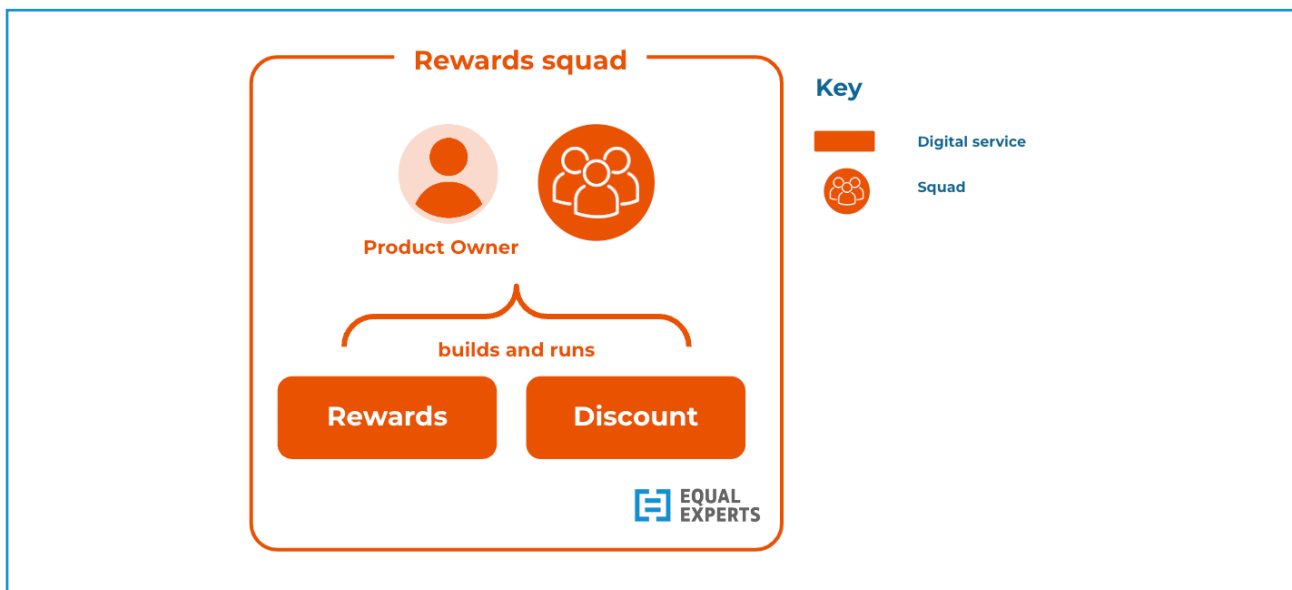 Rewards squad
Key
Digital service
Squad
Product Owner
builds and runs
Rewards
Discount
EQUAL
EXPERTS